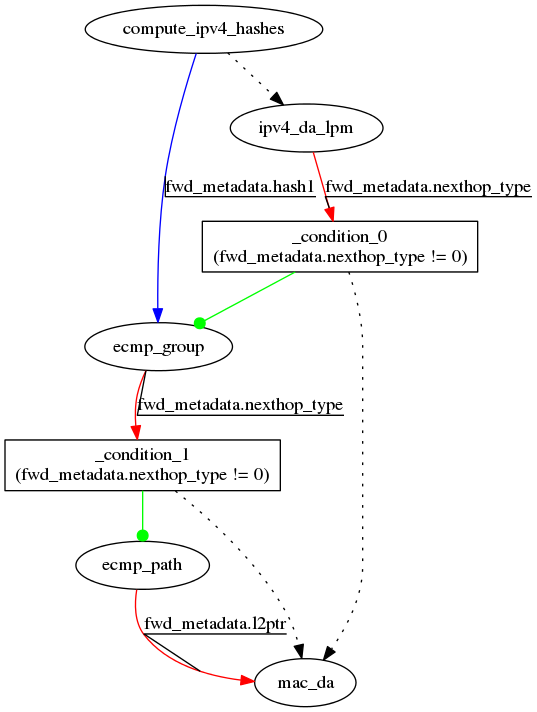 compute_ipv4_hashes
ipv4_da_lpm
fwd_metadata.hash1
fwd_metadata.nexthop_type
_condition_0
(fwd_metadata.nexthop_type != 0)
ecmp_group
fwd_metadata.nexthop_type
_condition_1
(fwd_metadata.nexthop_type != 0)
ecmp_path
fwd_metadata.l2ptr
mac_da